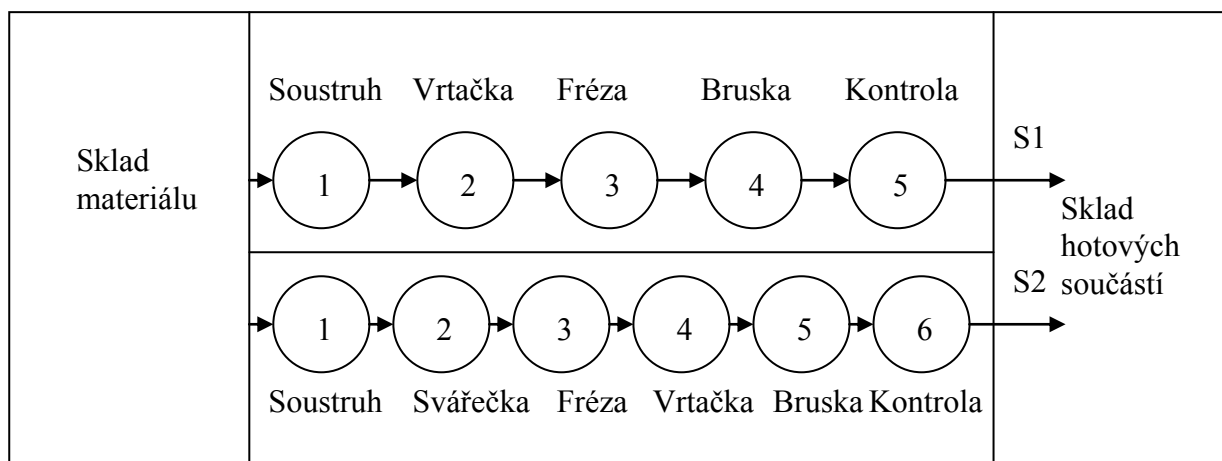 Soustruh Vrtačka Fréza Bruska Kontrola
Sklad
materiálu
1 2 3 4 5
S1
Sklad
hotových
součástí
S2
1 2 3 4 5 6
Soustruh Svářečka Fréza Vrtačka Bruska Kontrola